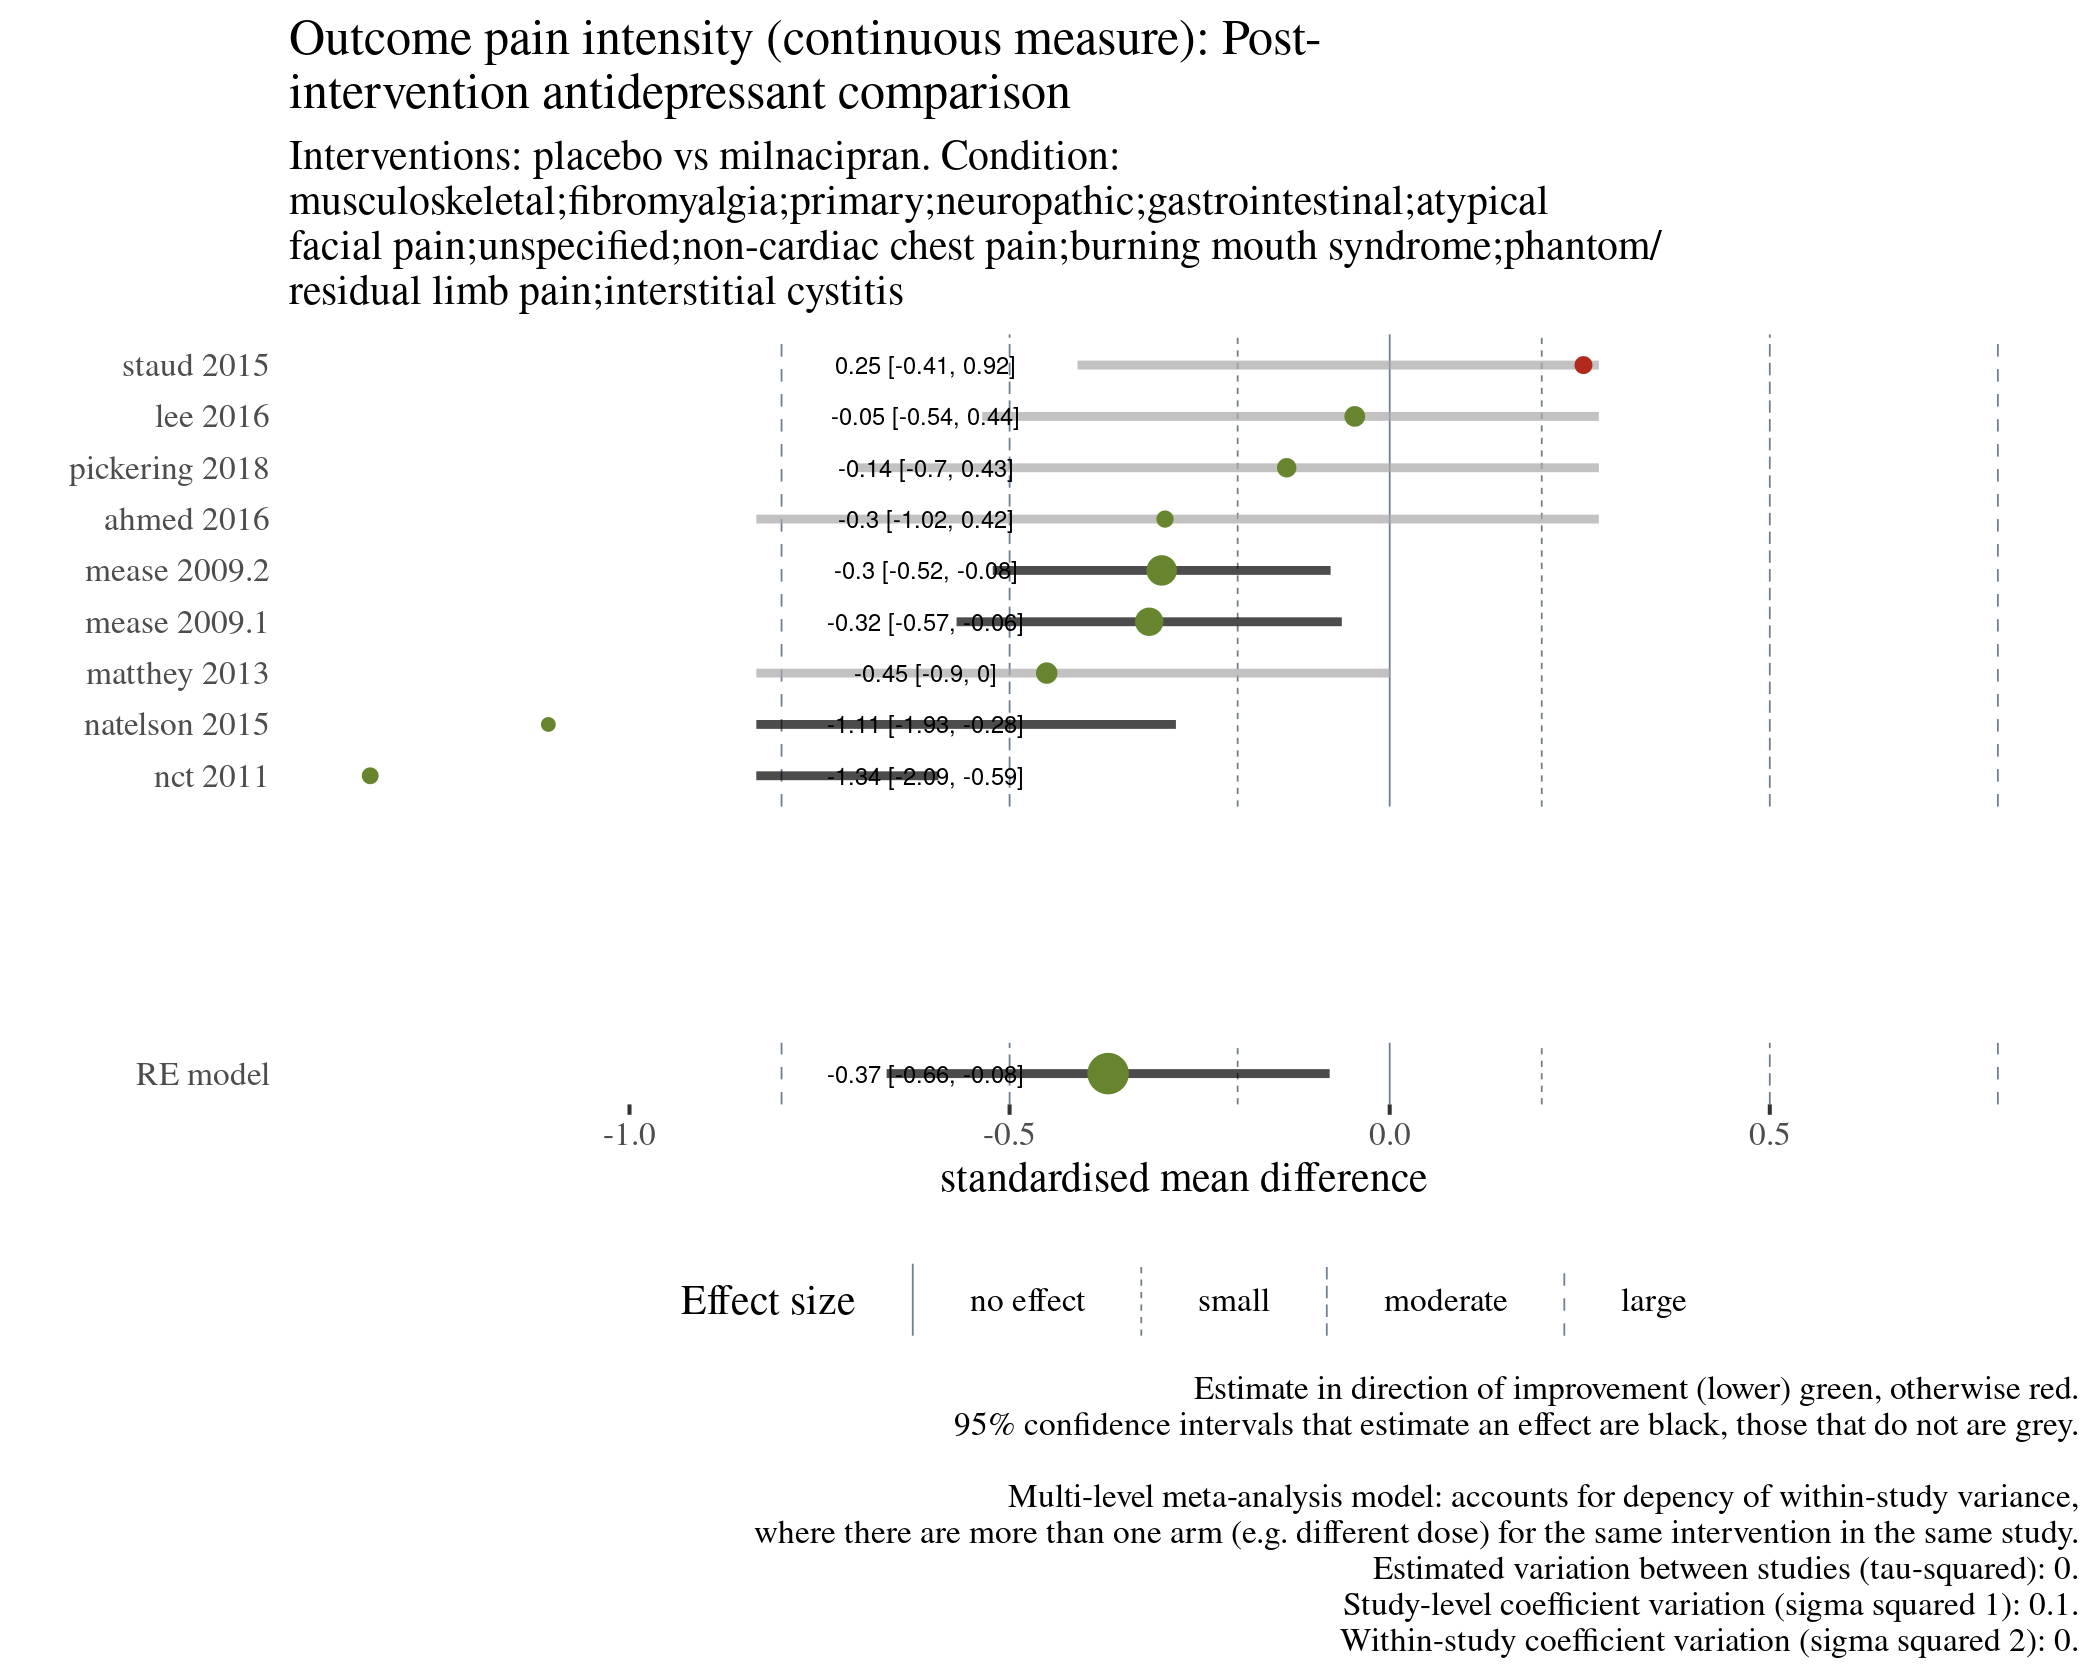 Outcome pain intensity (continuous measure): Post-
intervention antidepressant comparison
Interventions: placebo vs milnacipran. Condition:
musculoskeletal;fibromyalgia;primary;neuropathic;gastrointestinal;atypical
facial pain;unspecified;non-cardiac chest pain;burning mouth syndrome;phantom/
residual limb pain;interstitial cystitis
staud 2015 0.25 [-0.41, 0.92]
lee 2016 -0.05 [-0.54, 0.44]
pickering 2018 -0.14 [-0.7, 0.43]
ahmed 2016 -0.3 [-1.02, 0.42]
mease 2009.2 -0.3 [-0.52, -0.08]
mease 2009.1 -0.32 [-0.57, -0.06]
matthey 2013 -0.45 [-0.9, 0]
natelson 2015 -1.11 [-1.93, -0.28]
nct 2011 -1.34 [-2.09, -0.59]
RE model -0.37 [-0.66, -0.08]
-1.0 -0.5 0.0 0.5
standardised mean difference
Effect size no effect small moderate large
Estimate in direction of improvement (lower) green, otherwise red.
95% confidence intervals that estimate an effect are black, those that do not are grey.
Multi-level meta-analysis model: accounts for depency of within-study variance,
where there are more than one arm (e.g. different dose) for the same intervention in the same study.
Estimated variation between studies (tau-squared): 0.
Study-level coefficient variation (sigma squared 1): 0.1.
Within-study coefficient variation (sigma squared 2): 0.